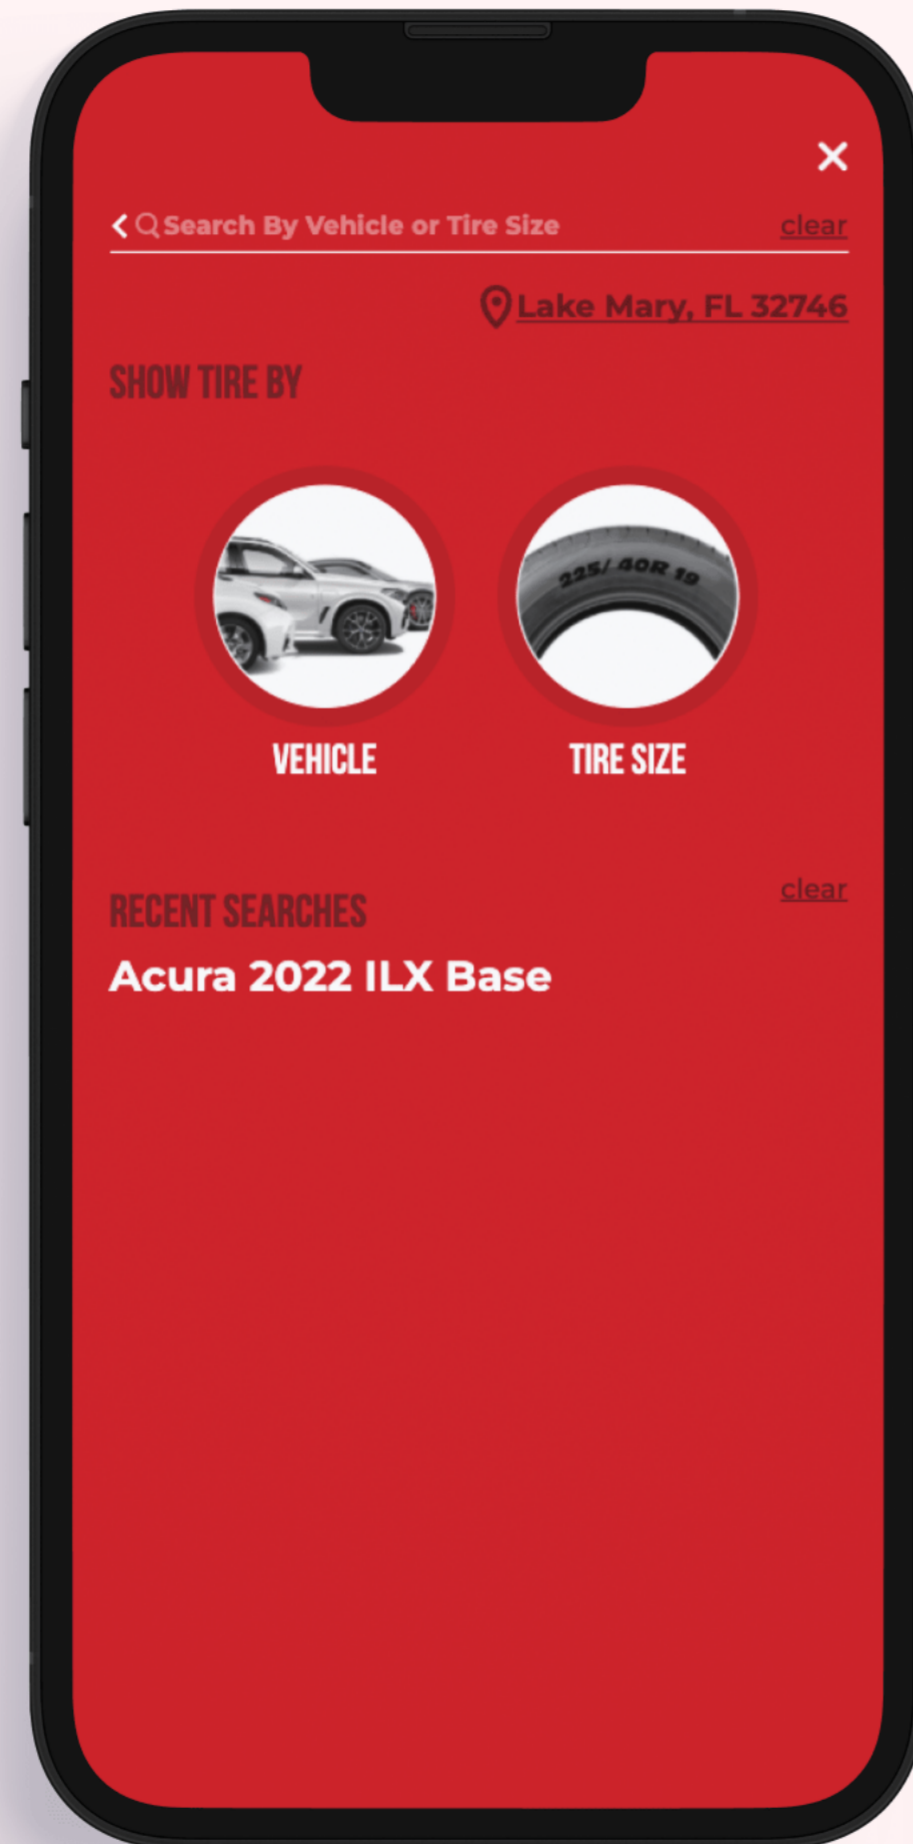 Search By Vehicle or Tire Size clear
Lake Mary, FL 32746
SHOW TIRE BY
225/ 40R 19
VEHICLE
TIRE SIZE
clear
RECENT SEARCHES
Acura 2022 ILX Base